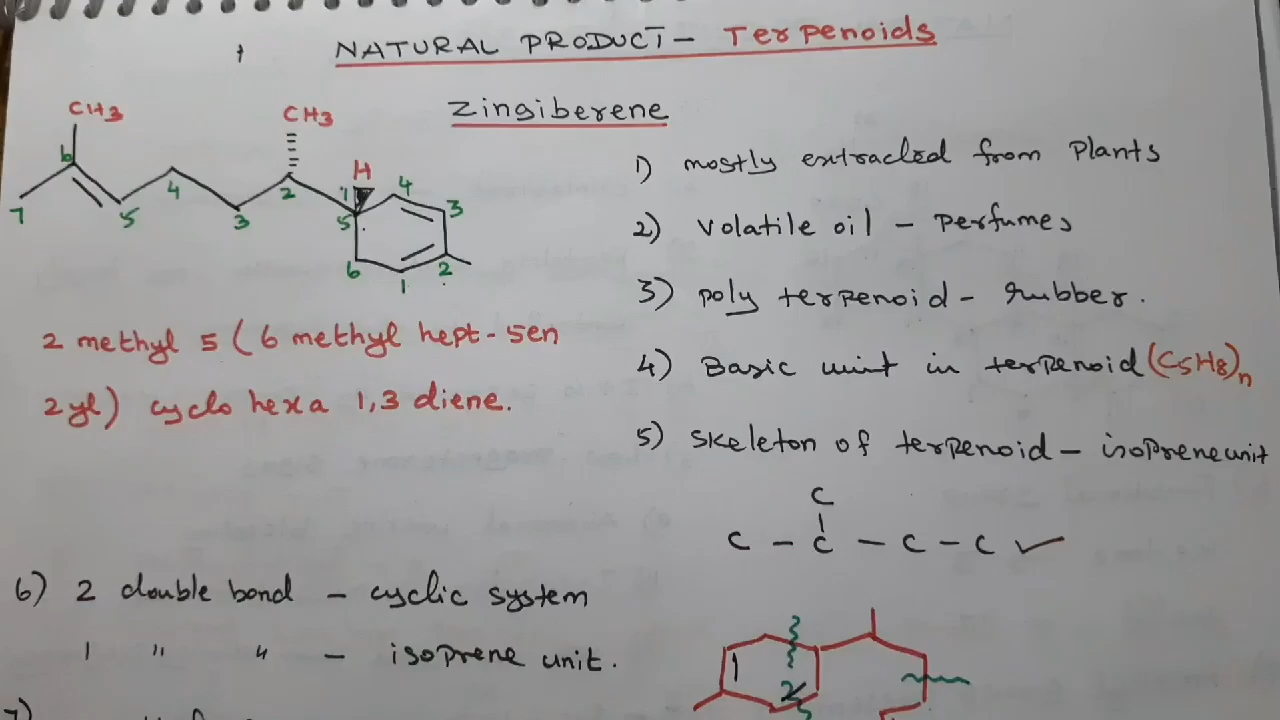 NATURAL PRODUCT - Terpenoids
Zingiberene
CH3
CH3
H
6
7
5
4
3
2
1
5
4
3
2
1
6
2 methyl 5 ( 6 methyl hept - 5en
2yl) cyclo hexa 1,3 diene.
1) mostly extracted from Plants
2) Volatile oil - Perfumes
3) poly terpenoid - rubber.
4) Basic unit in terpenoid (C5H8)n
5) Skeleton of terpenoid - isoprene unit
C
C - C - C - C
6) 2 double bond - cyclic system
1 " " - isoprene unit.
1
2
7)